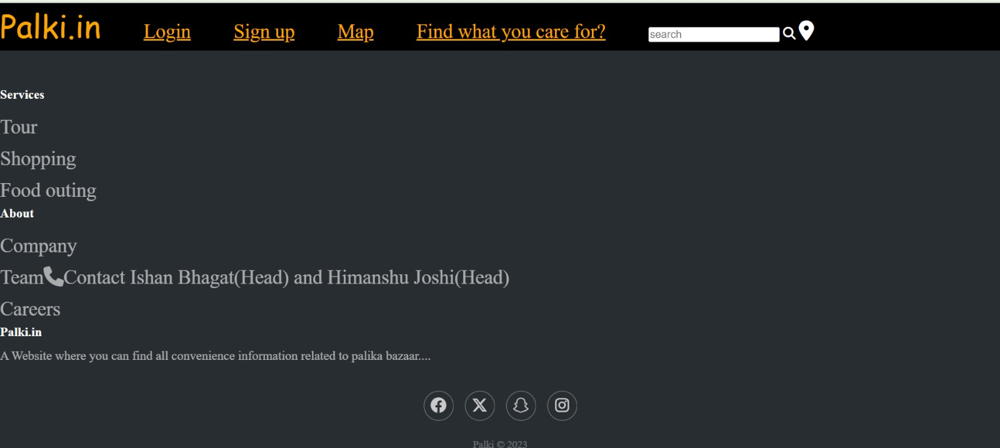 Palki.in Login Sign up Map Find what you care for? search
Services
Tour
Shopping
Food outing
About
Company
Team Contact Ishan Bhagat(Head) and Himanshu Joshi(Head)
Careers
Palki.in
A Website where you can find all convenience information related to palika bazaar....
Palki © 2023